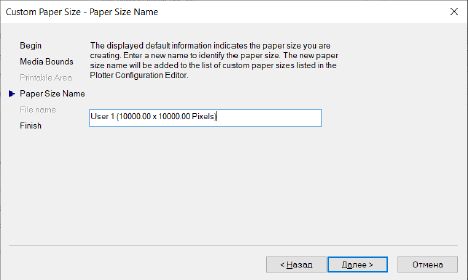 Custom Paper Size - Paper Size Name
Begin
Media Bounds
Printable Area
Paper Size Name
File name
Finish
The displayed default information indicates the paper size you are
creating. Enter a new name to identify the paper size. The new paper
size name will be added to the list of custom paper sizes listed in the
Plotter Configuration Editor.
User 1 (10000.00 x 10000.00 Pixels)
< Назад
Далее >
Отмена